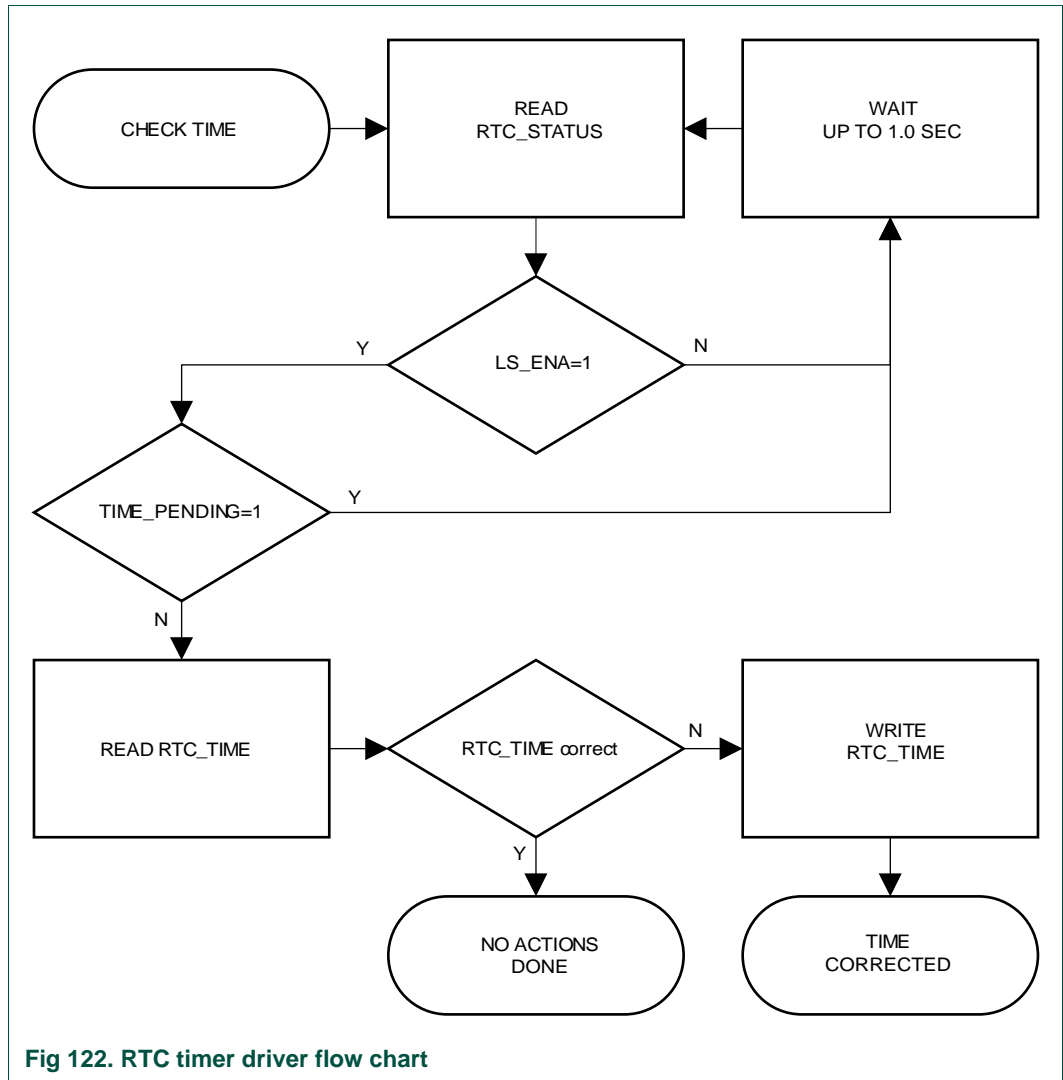 CHECK TIME
READ
RTC_STATUS
WAIT
UP TO 1.0 SEC
Y
LS_ENA=1
N
TIME_PENDING=1
Y
N
READ RTC_TIME
RTC_TIME correct
N
WRITE
RTC_TIME
Y
NO ACTIONS
DONE
TIME
CORRECTED
Fig 122. RTC timer driver flow chart